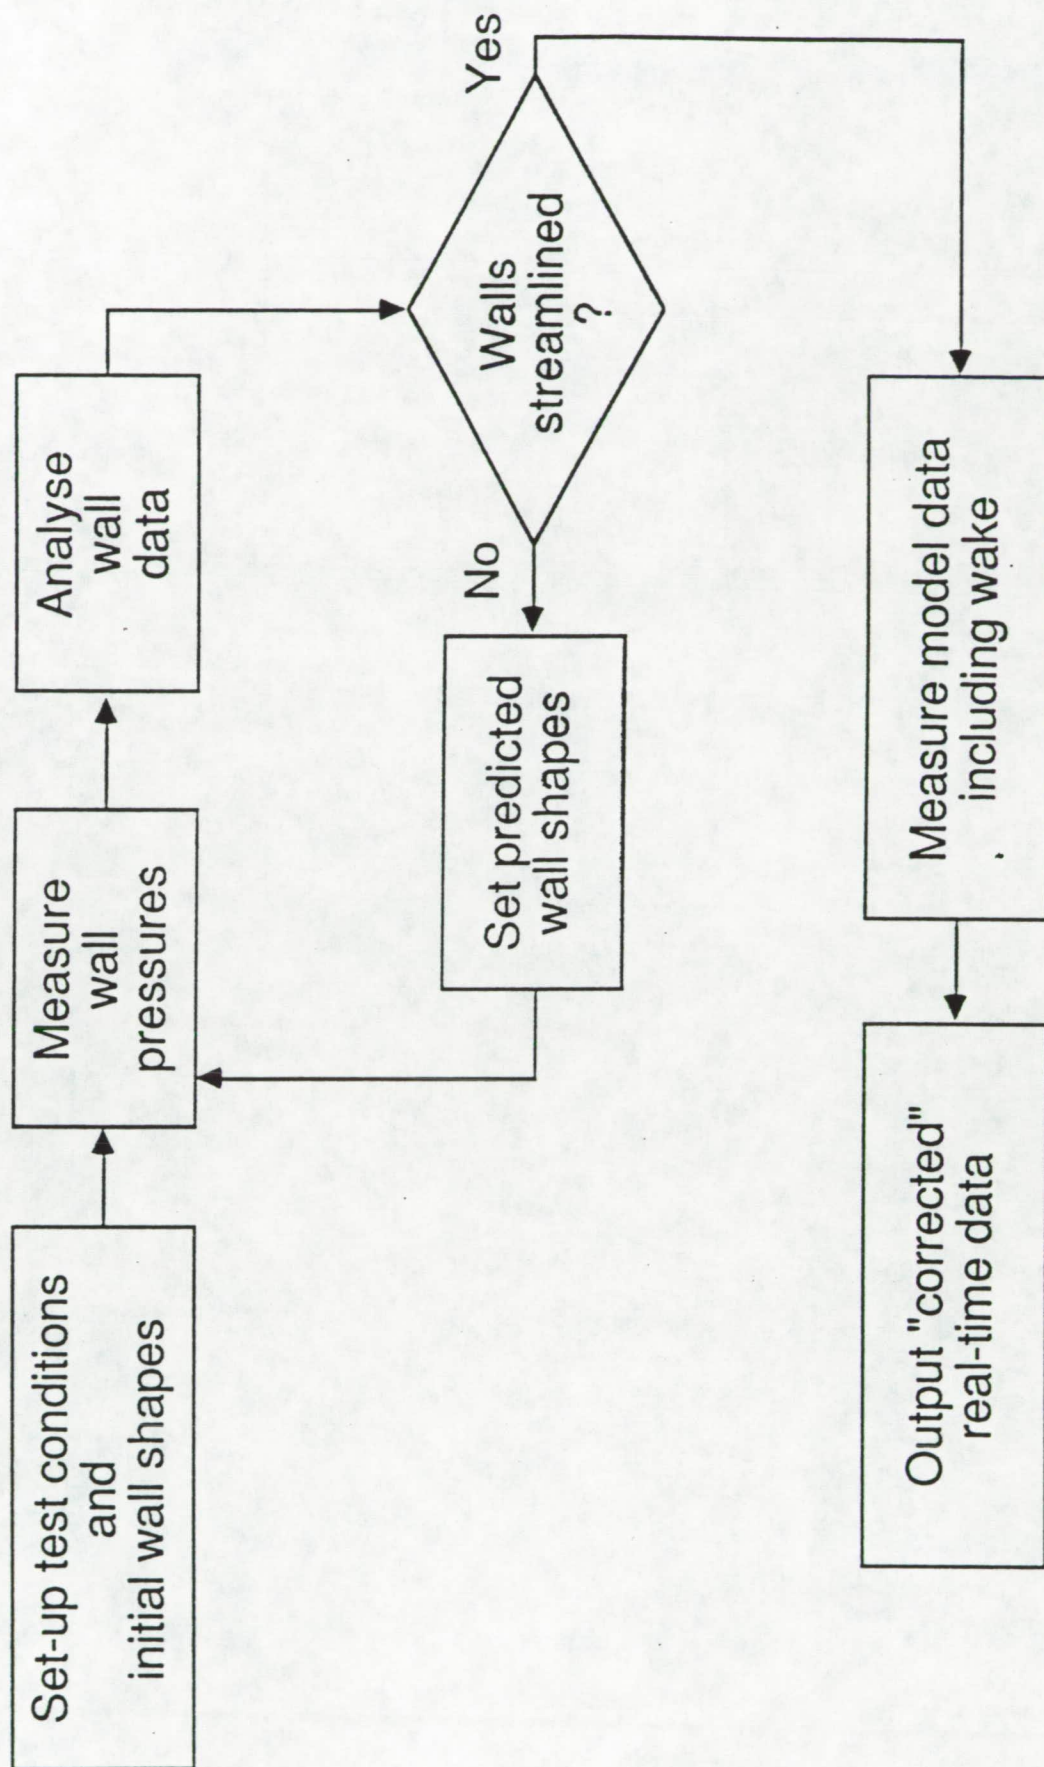 Set-up test conditions
and
initial wall shapes
Measure
wall
pressures
Analyse
wall
data
Walls
streamlined
?
Yes
No
Set predicted
wall shapes
Measure model data
including wake
Output "corrected"
real-time data